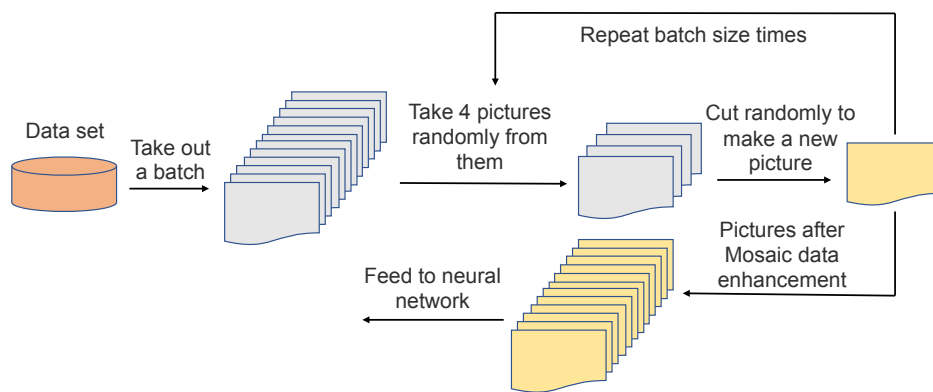 Repeat batch size times
Data set
Take out
a batch
Take 4 pictures
randomly from
them
Cut randomly to
make a new
picture
Pictures after
Mosaic data
enhancement
Feed to neural
network